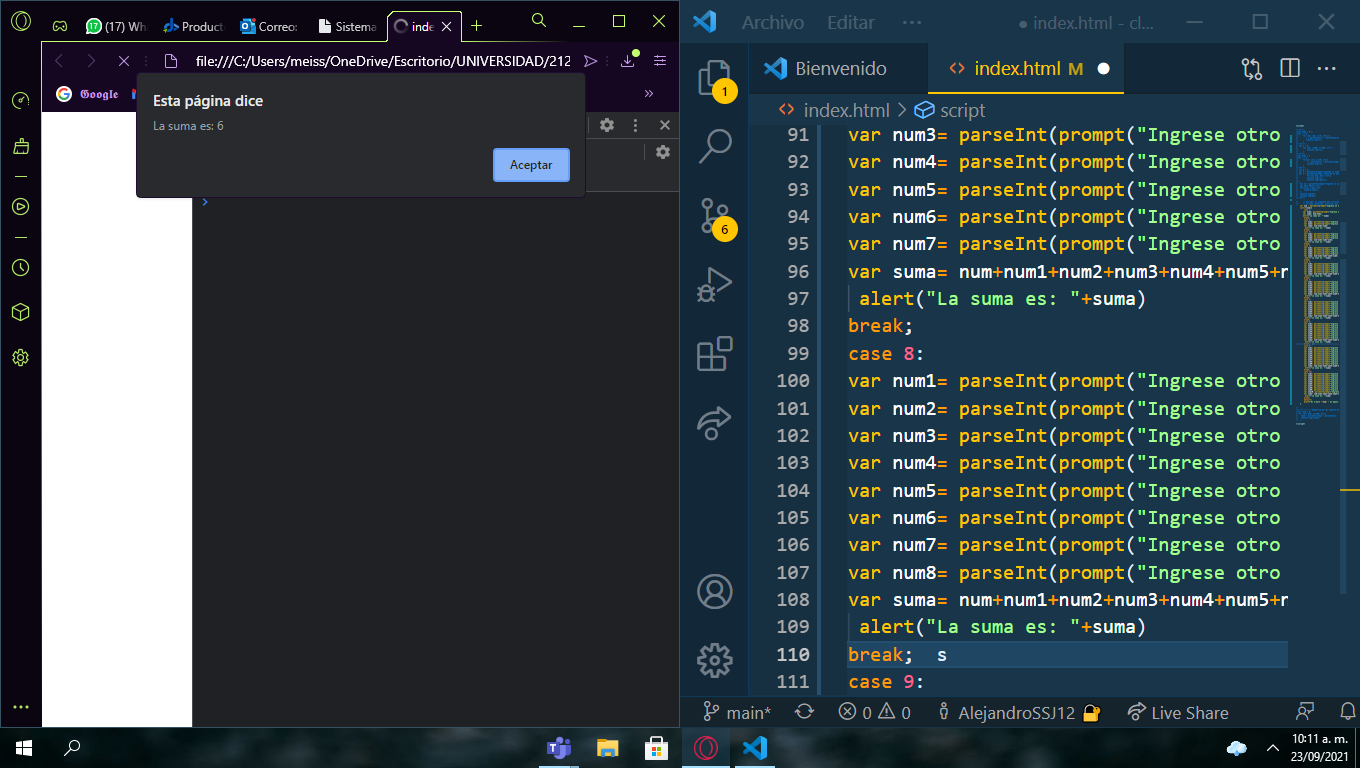 (17) Wh
Product
Correo:
Sistema
inde
file:///C:/Users/meiss/OneDrive/Escritorio/UNIVERSIDAD/212
Google
Esta página dice
La suma es: 6
Aceptar
Archivo Editar ··· ● index.html - cl...
Bienvenido
index.html M
index.html > script
1
6
91 var num3= parseInt(prompt("Ingrese otro
92 var num4= parseInt(prompt("Ingrese otro
93 var num5= parseInt(prompt("Ingrese otro
94 var num6= parseInt(prompt("Ingrese otro
95 var num7= parseInt(prompt("Ingrese otro
96 var suma= num+num1+num2+num3+num4+num5+n
97 alert("La suma es: "+suma)
98 break;
99 case 8:
100 var num1= parseInt(prompt("Ingrese otro
101 var num2= parseInt(prompt("Ingrese otro
102 var num3= parseInt(prompt("Ingrese otro
103 var num4= parseInt(prompt("Ingrese otro
104 var num5= parseInt(prompt("Ingrese otro
105 var num6= parseInt(prompt("Ingrese otro
106 var num7= parseInt(prompt("Ingrese otro
107 var num8= parseInt(prompt("Ingrese otro
108 var suma= num+num1+num2+num3+num4+num5+n
109 alert("La suma es: "+suma)
110 break; s
111 case 9:
main* 0 0 AlejandroSSJ12 Live Share
10:11 a. m.
23/09/2021